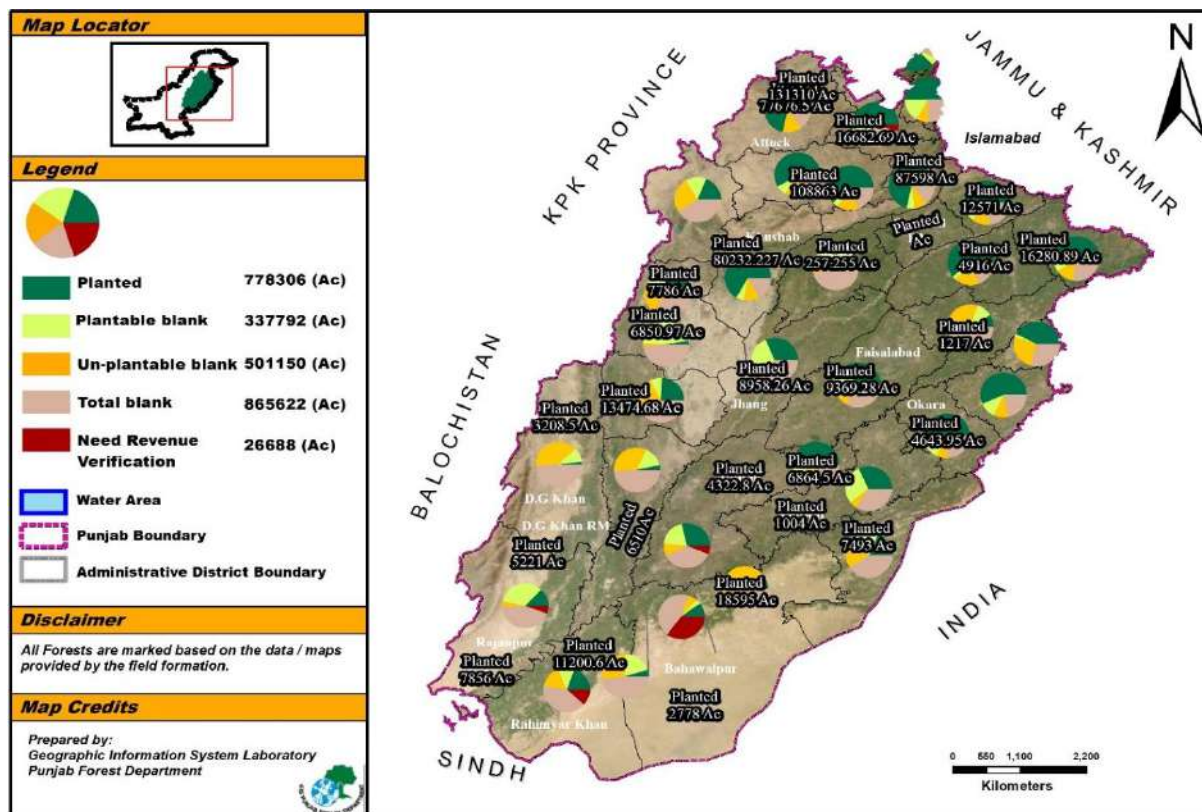 Map Locator
Legend
Planted 778306 (Ac)
Plantable blank 337792 (Ac)
Un-plantable blank 501150 (Ac)
Total blank 865622 (Ac)
Need Revenue 26688 (Ac)
Verification
Water Area
Punjab Boundary
Administrative District Boundary
Disclaimer
All Forests are marked based on the data / maps
provided by the field formation.
Map Credits
Prepared by:
Geographic Information System Laboratory
Punjab Forest Department
N
JAMMU & KASHMIR
KPK PROVINCE
Islamabad
Planted
131310 Ac
77676.5 Ac
Planted
16682.69 Ac
Attock
Planted
108863 Ac
Planted
87598 Ac
Planted
12571 Ac
Planted
Ac
Planted
80232.227 Ac
Planted
257.255 Ac
Planted
4916 Ac
Planted
16280.89 Ac
Planted
7786 Ac
Planted
6850.97 Ac
Planted
1217 Ac
Faisalabad
Planted
8958.26 Ac
Planted
9369.28 Ac
Jhang
Okara
Planted
13474.68 Ac
Planted
3208.5 Ac
Planted
4643.95 Ac
BALOCHISTAN
Planted
4322.8 Ac
Planted
6864.5 Ac
D.G Khan
D.G Khan RM
Planted
6510 Ac
Planted
1004 Ac
Planted
7493 Ac
Planted
5221 Ac
Planted
18595 Ac
INDIA
Rajanpur
Planted
7856 Ac
Planted
11200.6 Ac
Bahawalpur
Planted
2778 Ac
Rahimyar Khan
SINDH
0 550 1,100 2,200
Kilometers